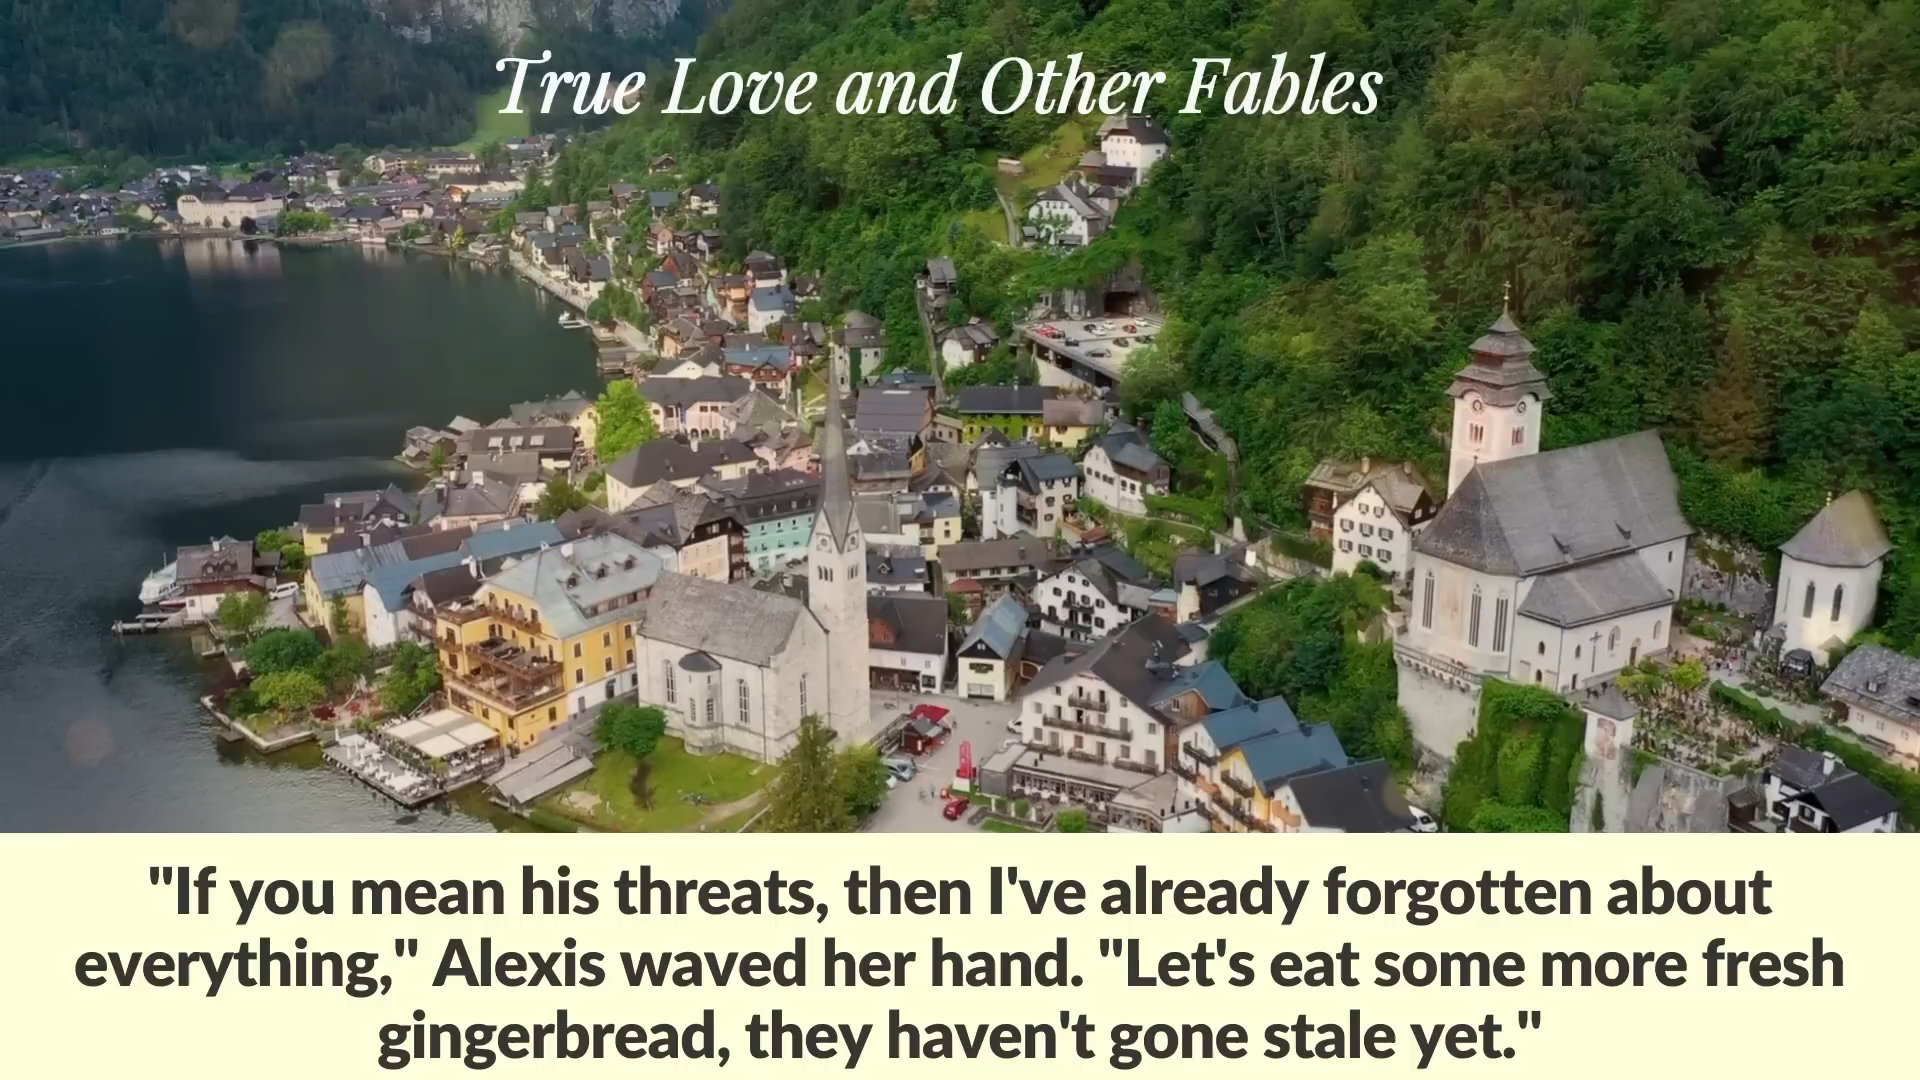 True Love and Other Fables
"If you mean his threats, then I've already forgotten about
everything," Alexis waved her hand. "Let's eat some more fresh
gingerbread, they haven't gone stale yet."